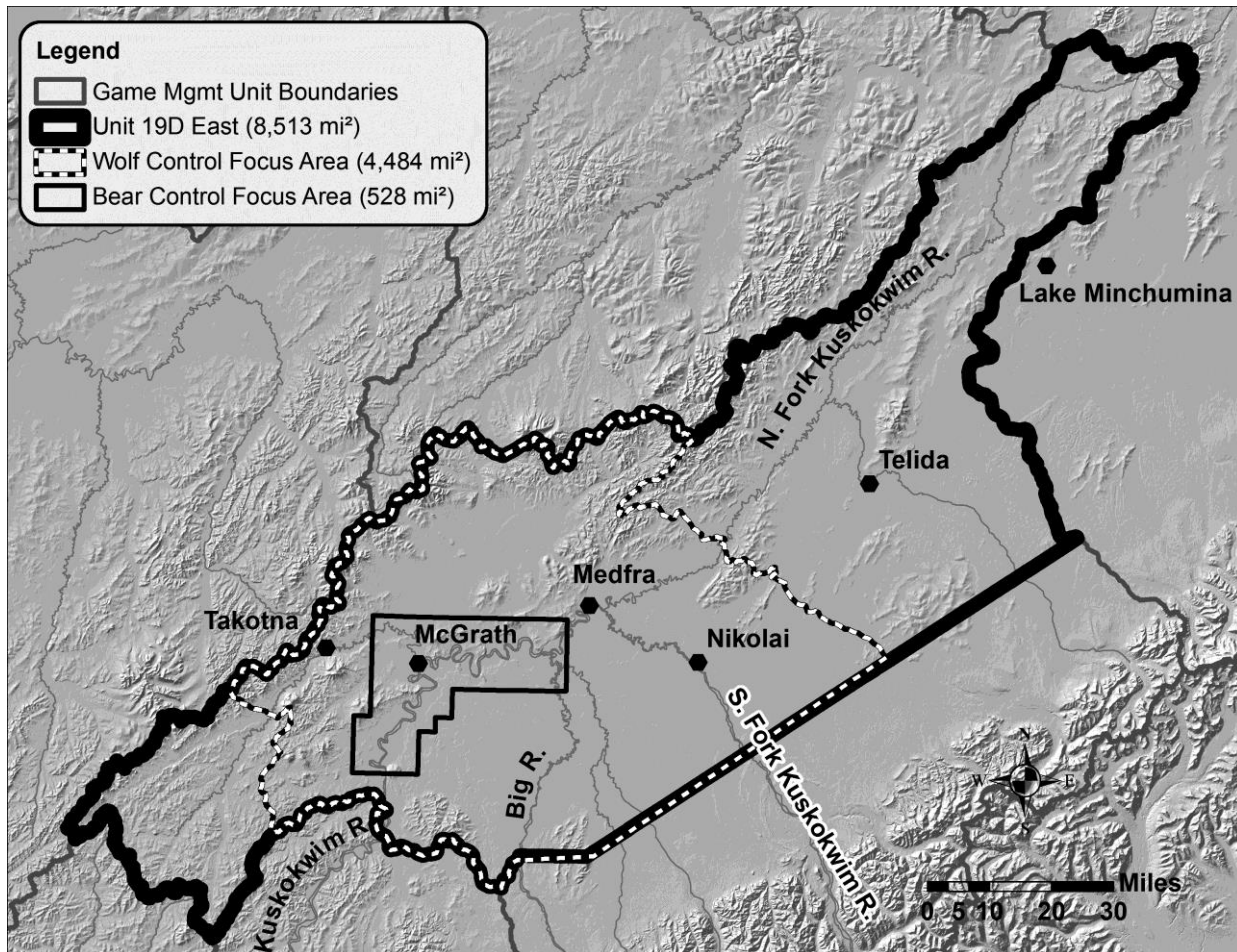 Legend
Game Mgmt Unit Boundaries
Unit 19D East (8,513 mi²)
Wolf Control Focus Area (4,484 mi²)
Bear Control Focus Area (528 mi²)
Lake Minchumina
N. Fork Kuskokwim R.
Telida
Medfra
Takotna
McGrath
Nikolai
Big R.
S. Fork Kuskokwim R.
Kuskokwim R.
N
W E
S
Miles
0 5 10 20 30